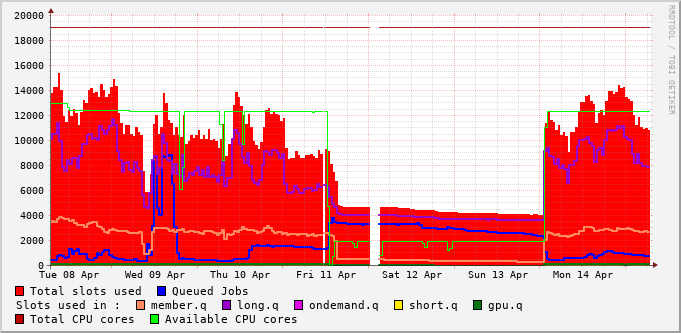 20000
18000
16000
14000
12000
10000
8000
6000
4000
2000
0
Tue 08 Apr Wed 09 Apr Thu 10 Apr Fri 11 Apr Sat 12 Apr Sun 13 Apr Mon 14 Apr
Total slots used Queued Jobs
Slots used in : member.q long.q ondemand.q short.q gpu.q
Total CPU cores Available CPU cores
RRDTOOL / TOBI OETIKER